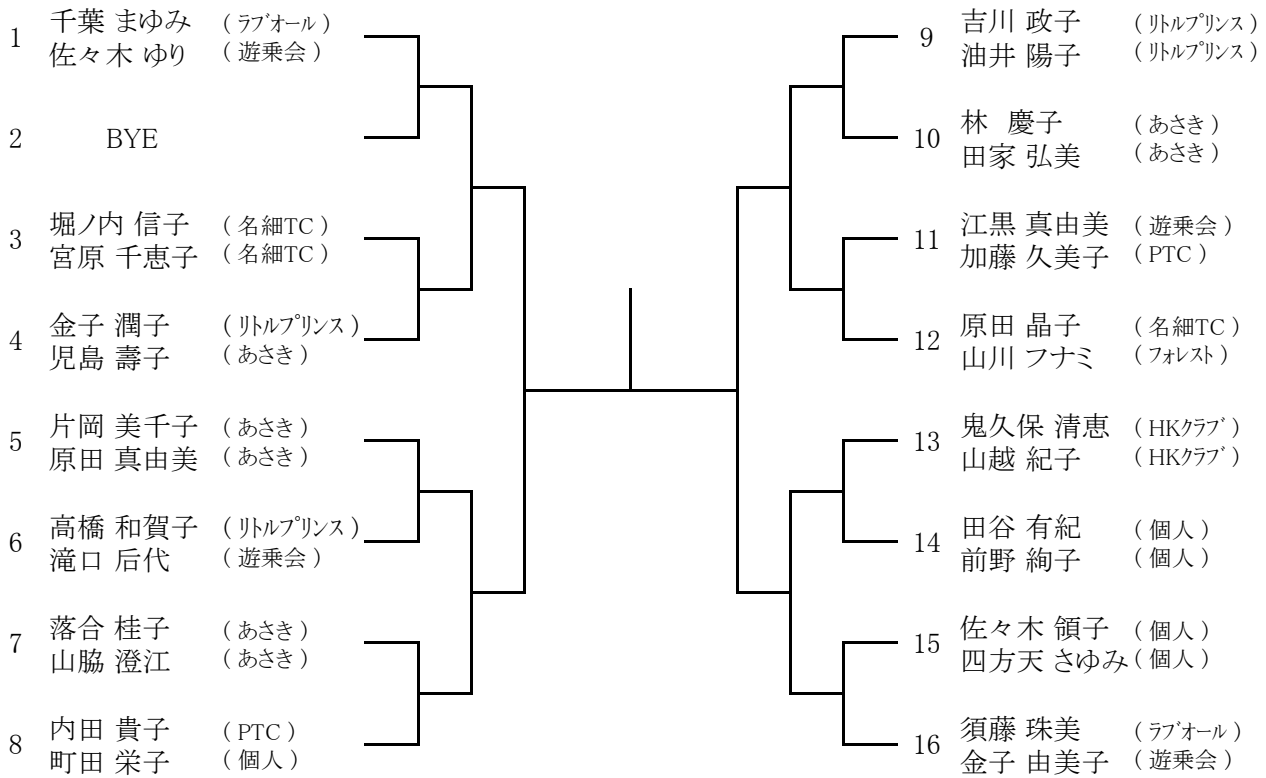 1 千葉 まゆみ (ラブオール)
佐々木 ゆり (遊乗会)
2 BYE
3 堀ノ内 信子 (名細TC)
宮原 千恵子 (名細TC)
4 金子 潤子 (リトルプリンス)
児島 壽子 (あさき)
5 片岡 美千子 (あさき)
原田 真由美 (あさき)
6 高橋 和賀子 (リトルプリンス)
滝口 后代 (遊乗会)
7 落合 桂子 (あさき)
山脇 澄江 (あさき)
8 内田 貴子 (PTC)
町田 栄子 (個人)
9 吉川 政子 (リトルプリンス)
油井 陽子 (リトルプリンス)
10 林 慶子 (あさき)
田家 弘美 (あさき)
11 江黒 真由美 (遊乗会)
加藤 久美子 (PTC)
12 原田 晶子 (名細TC)
山川 フナミ (フォレスト)
13 鬼久保 清恵 (HKクラブ)
山越 紀子 (HKクラブ)
14 田谷 有紀 (個人)
前野 絢子 (個人)
15 佐々木 領子 (個人)
四方天 さゆみ (個人)
16 須藤 珠美 (ラブオール)
金子 由美子 (遊乗会)